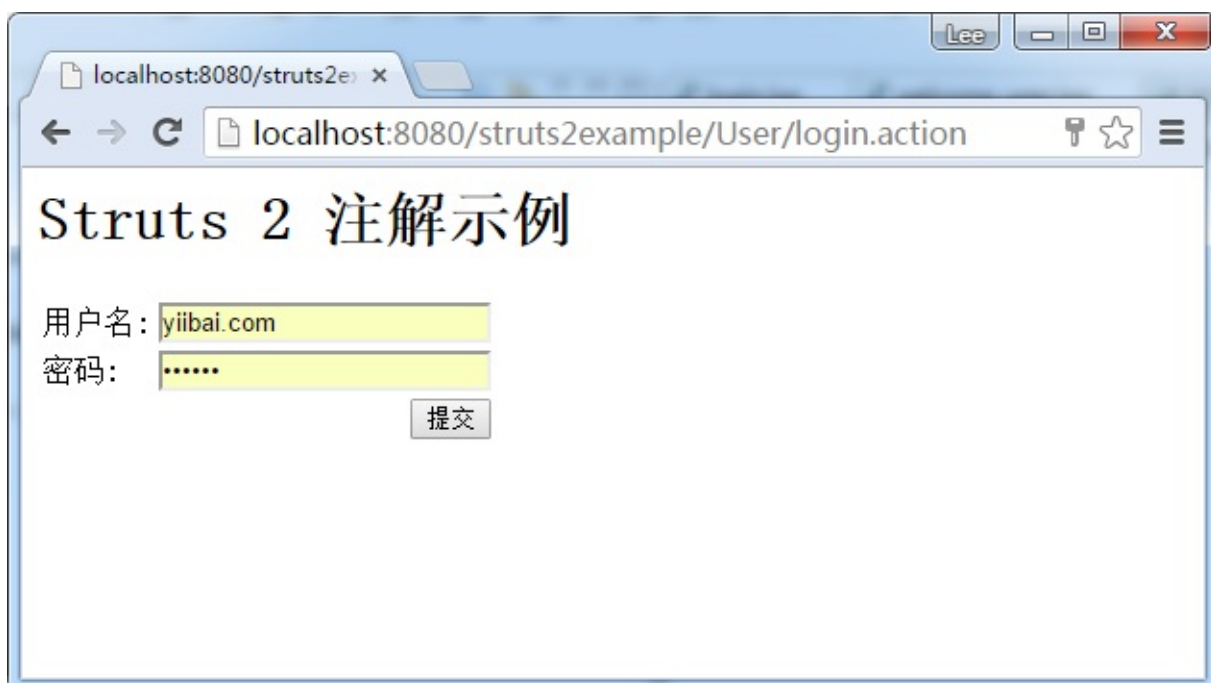 Lee
localhost:8080/struts2e
localhost:8080/struts2example/User/login.action
Struts 2 注解示例
用户名: yiibai.com
密码: ••••••
提交